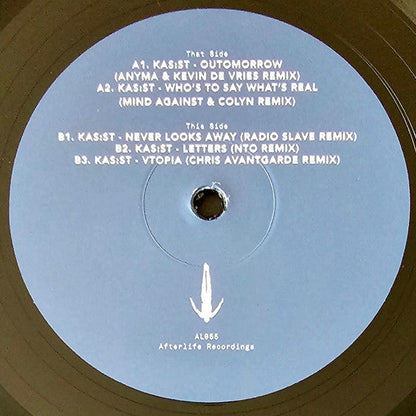 That Side
A1. KAS:ST - OUTOMORROW
(ANYMA & KEVIN DE VRIES REMIX)
A2. KAS:ST - WHO'S TO SAY WHAT'S REAL
(MIND AGAINST & COLYN REMIX)
This Side
B1. KAS:ST - NEVER LOOKS AWAY (RADIO SLAVE REMIX)
B2. KAS:ST - LETTERS (NTO REMIX)
B3. KAS:ST - VTOPIA (CHRIS AVANTGARDE REMIX)
AL055
Afterlife Recordings